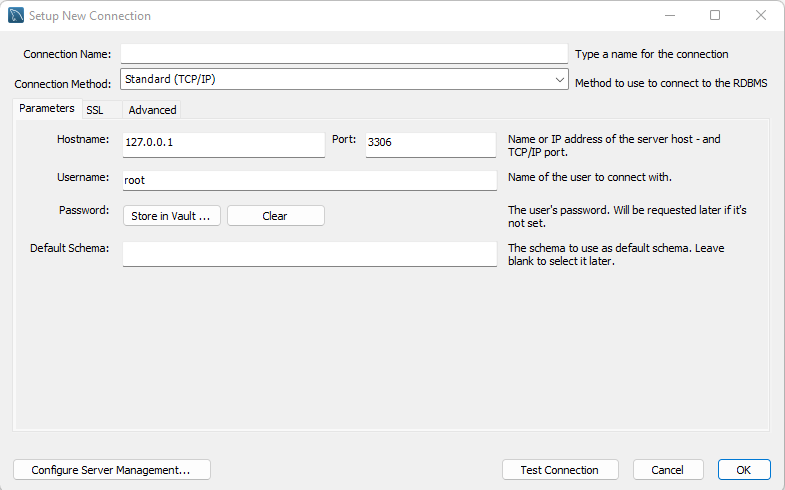 Setup New Connection
Connection Name: Type a name for the connection
Connection Method: Standard (TCP/IP) Method to use to connect to the RDBMS
Parameters SSL Advanced
Hostname: 127.0.0.1 Port: 3306 Name or IP address of the server host - and
TCP/IP port.
Username: root Name of the user to connect with.
Password: Store in Vault ... Clear The user's password. Will be requested later if it's
not set.
Default Schema: The schema to use as default schema. Leave
blank to select it later.
Configure Server Management... Test Connection Cancel OK